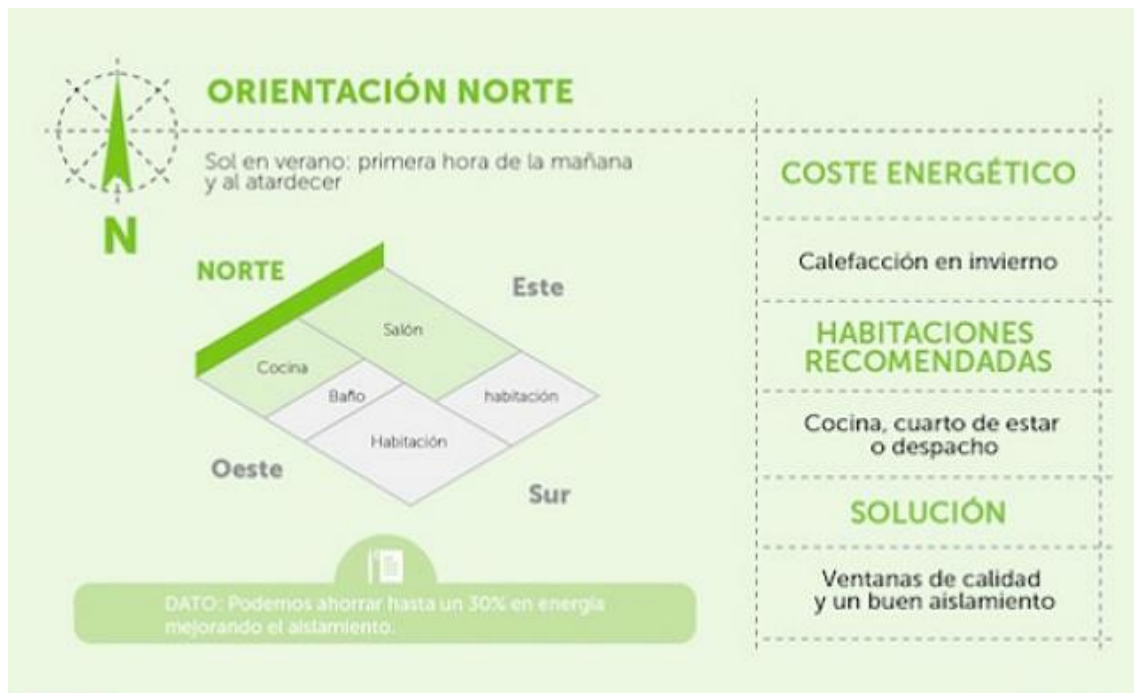 ORIENTACIÓN NORTE
Sol en verano: primera hora de la mañana
y al atardecer
N
NORTE
Este
Salón
Cocina
Baño
habitación
Habitación
Oeste
Sur
DATO: Podemos ahorrar hasta un 30% en energía
mejorando el aislamiento.
COSTE ENERGÉTICO
Calefacción en invierno
HABITACIONES
RECOMENDADAS
Cocina, cuarto de estar
o despacho
SOLUCIÓN
Ventanas de calidad
y un buen aislamiento